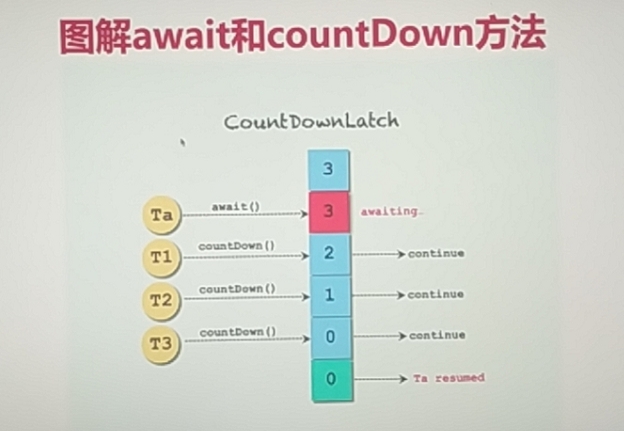 图解await和countDown方法
CountDownLatch
3
Ta await() 3 awaiting…
T1 countDown() 2 continue
T2 countDown() 1 continue
T3 countDown() 0 continue
0 Ta resumed